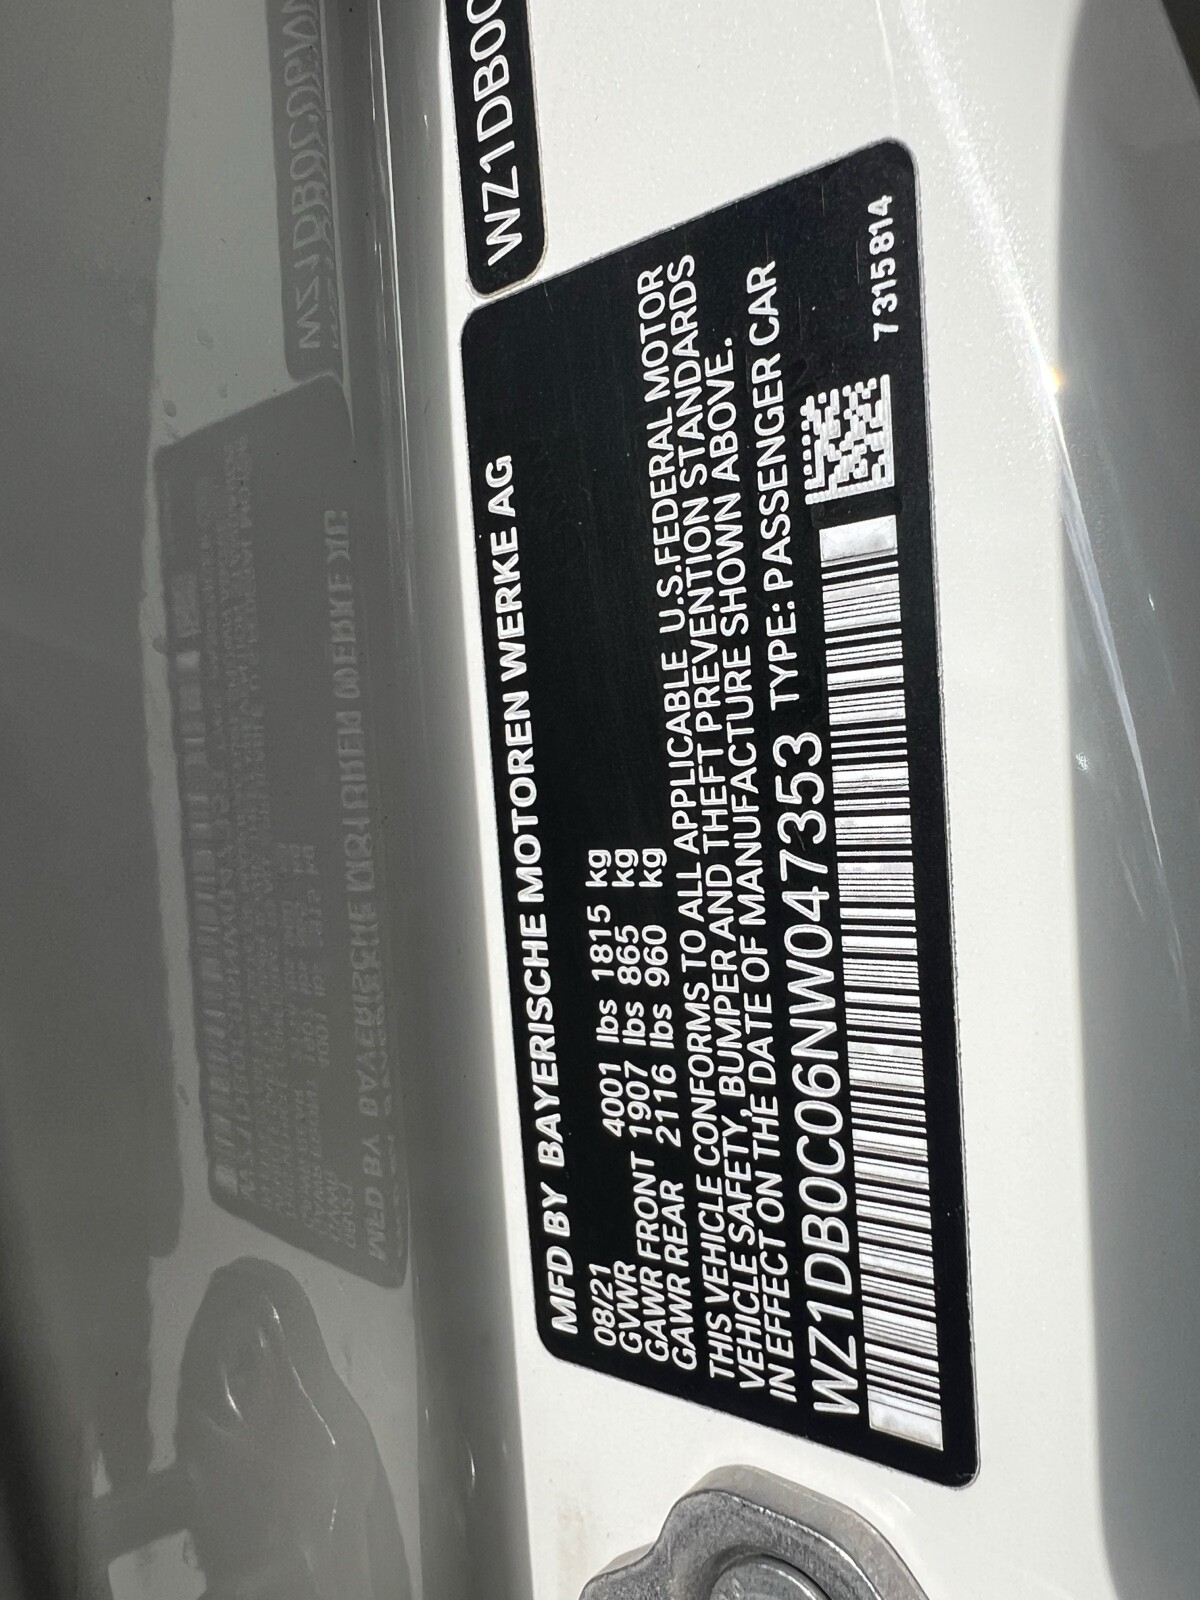 WZ1DB0C
MFD BY BAYERISCHE MOTOREN WERKE AG
08/21
GVWR 4001 lbs 1815 kg
GAWR FRONT 1907 lbs 865 kg
GAWR REAR 2116 lbs 960 kg
THIS VEHICLE CONFORMS TO ALL APPLICABLE U.S.FEDERAL MOTOR
VEHICLE SAFETY, BUMPER AND THEFT PREVENTION STANDARDS
IN EFFECT ON THE DATE OF MANUFACTURE SHOWN ABOVE.
WZ1DB0C06NW047353 TYPE: PASSENGER CAR
7315814